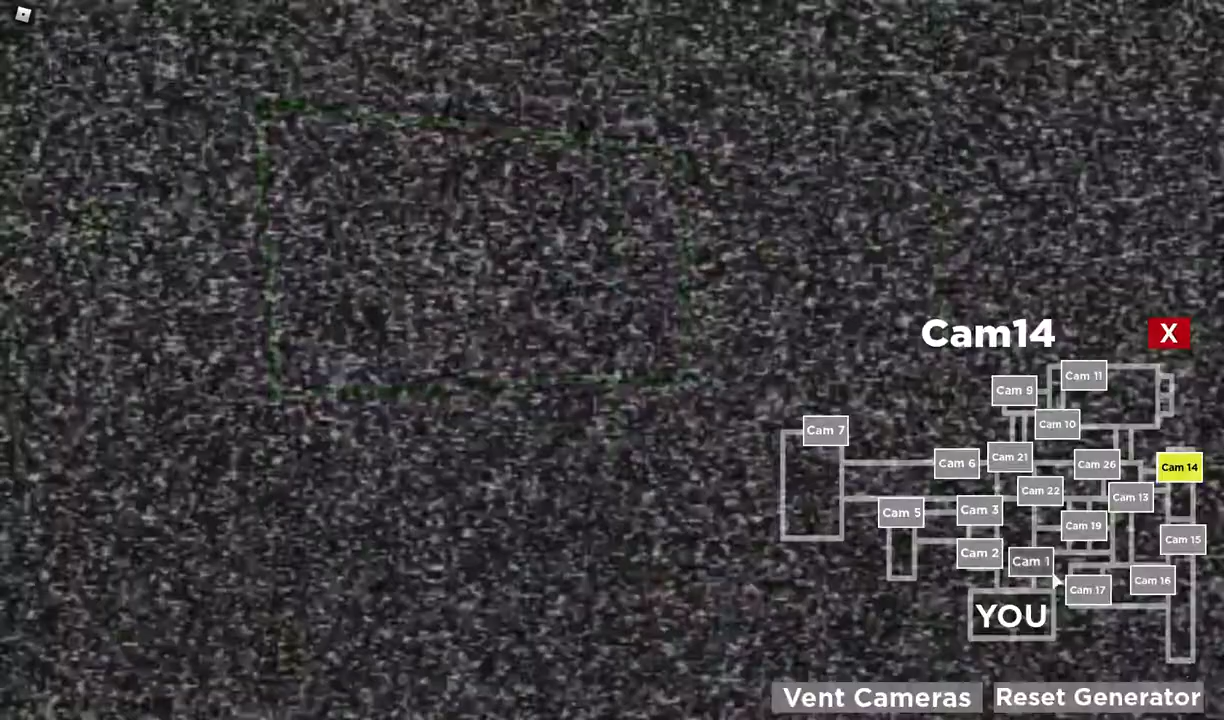 Cam14
X
Cam 11
Cam 9
Cam 10
Cam 7
Cam 21
Cam 6
Cam 26
Cam 14
Cam 22
Cam 13
Cam 3
Cam 5
Cam 19
Cam 15
Cam 2
Cam 1
Cam 16
Cam 17
YOU
Vent Cameras
Reset Generator